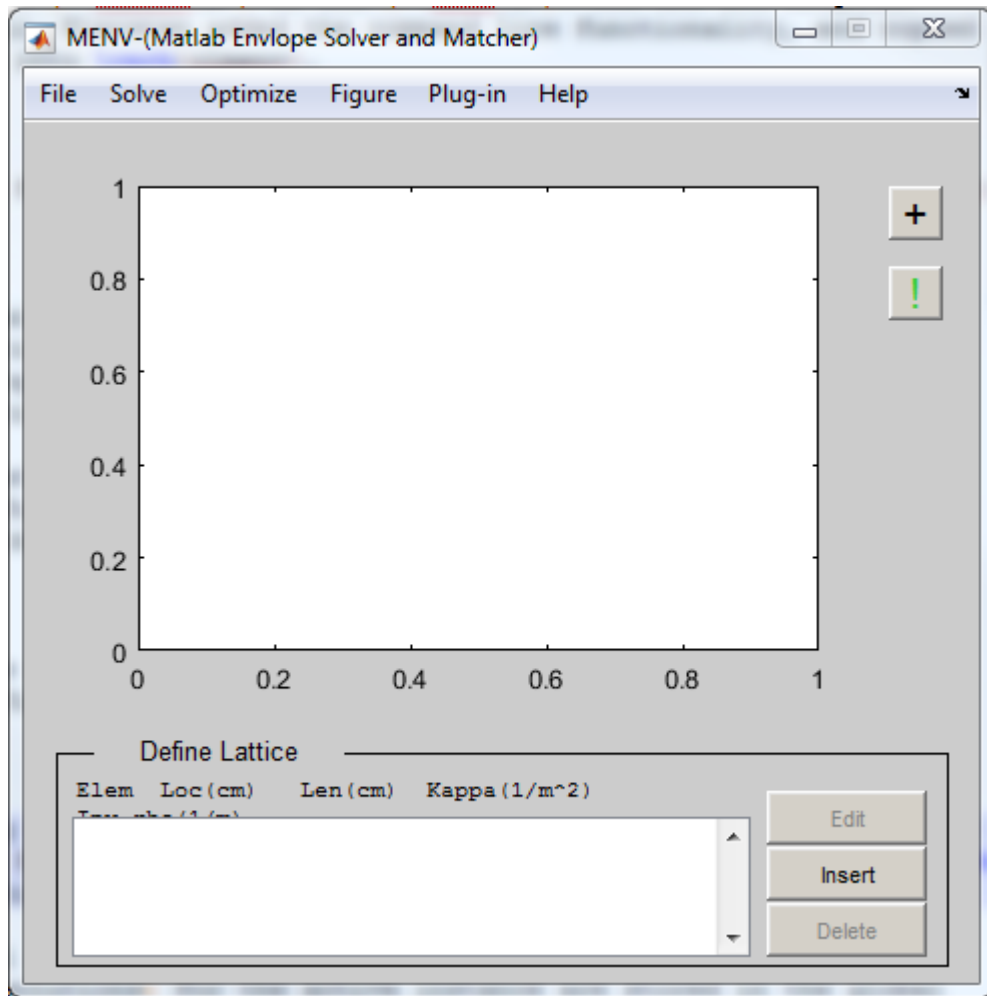 MENV-(Matlab Envlope Solver and Matcher)
File Solve Optimize Figure Plug-in Help
1
0.8
0.6
0.4
0.2
0
0 0.2 0.4 0.6 0.8 1
+
!
Define Lattice
Elem Loc(cm) Len(cm) Kappa(1/m^2)
Edit
Insert
Delete